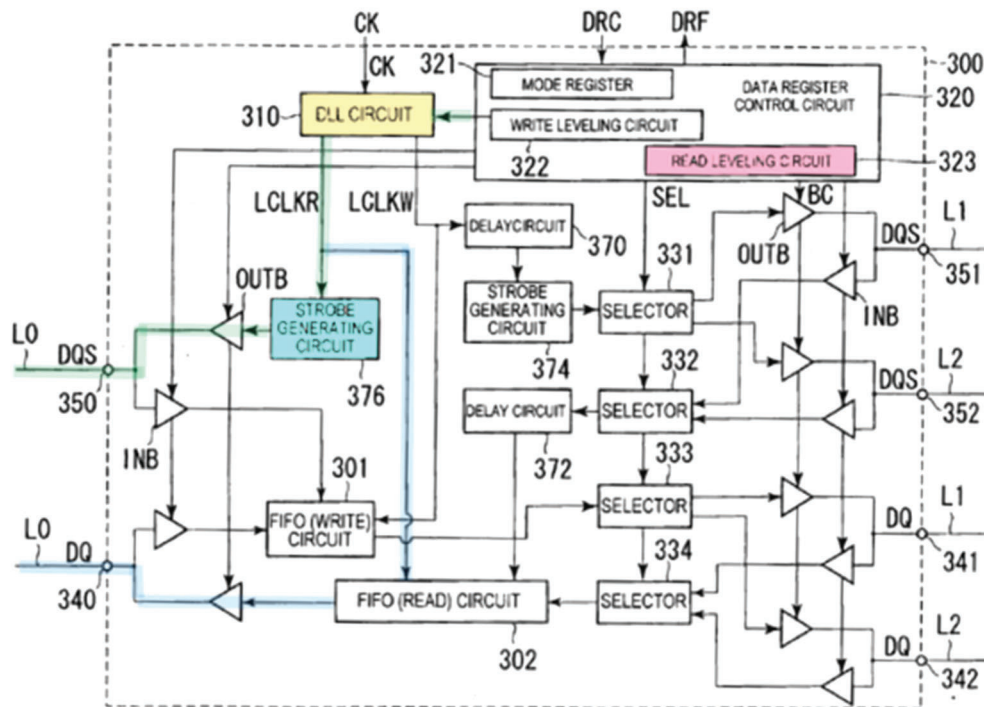 CK
DRC
DRF
300
CK
321
MODE REGISTER
DATA REGISTER
CONTROL CIRCUIT
320
310
DLL CIRCUIT
WRITE LEVELING CIRCUIT
322
READ LEVELING CIRCUIT
323
LCLKR
LCLKW
SEL
BC
DELAY CIRCUIT
370
OUTB
DQS
L1
351
331
OUTB
STROBE
GENERATING
CIRCUIT
376
STROBE
GENERATING
CIRCUIT
374
SELECTOR
INB
L0
DQS
350
332
DQS
L2
352
DELAY CIRCUIT
372
SELECTOR
INB
301
333
FIFO (WRITE)
CIRCUIT
SELECTOR
L0
DQ
340
334
DQ
L1
341
FIFO (READ) CIRCUIT
302
SELECTOR
DQ
L2
342